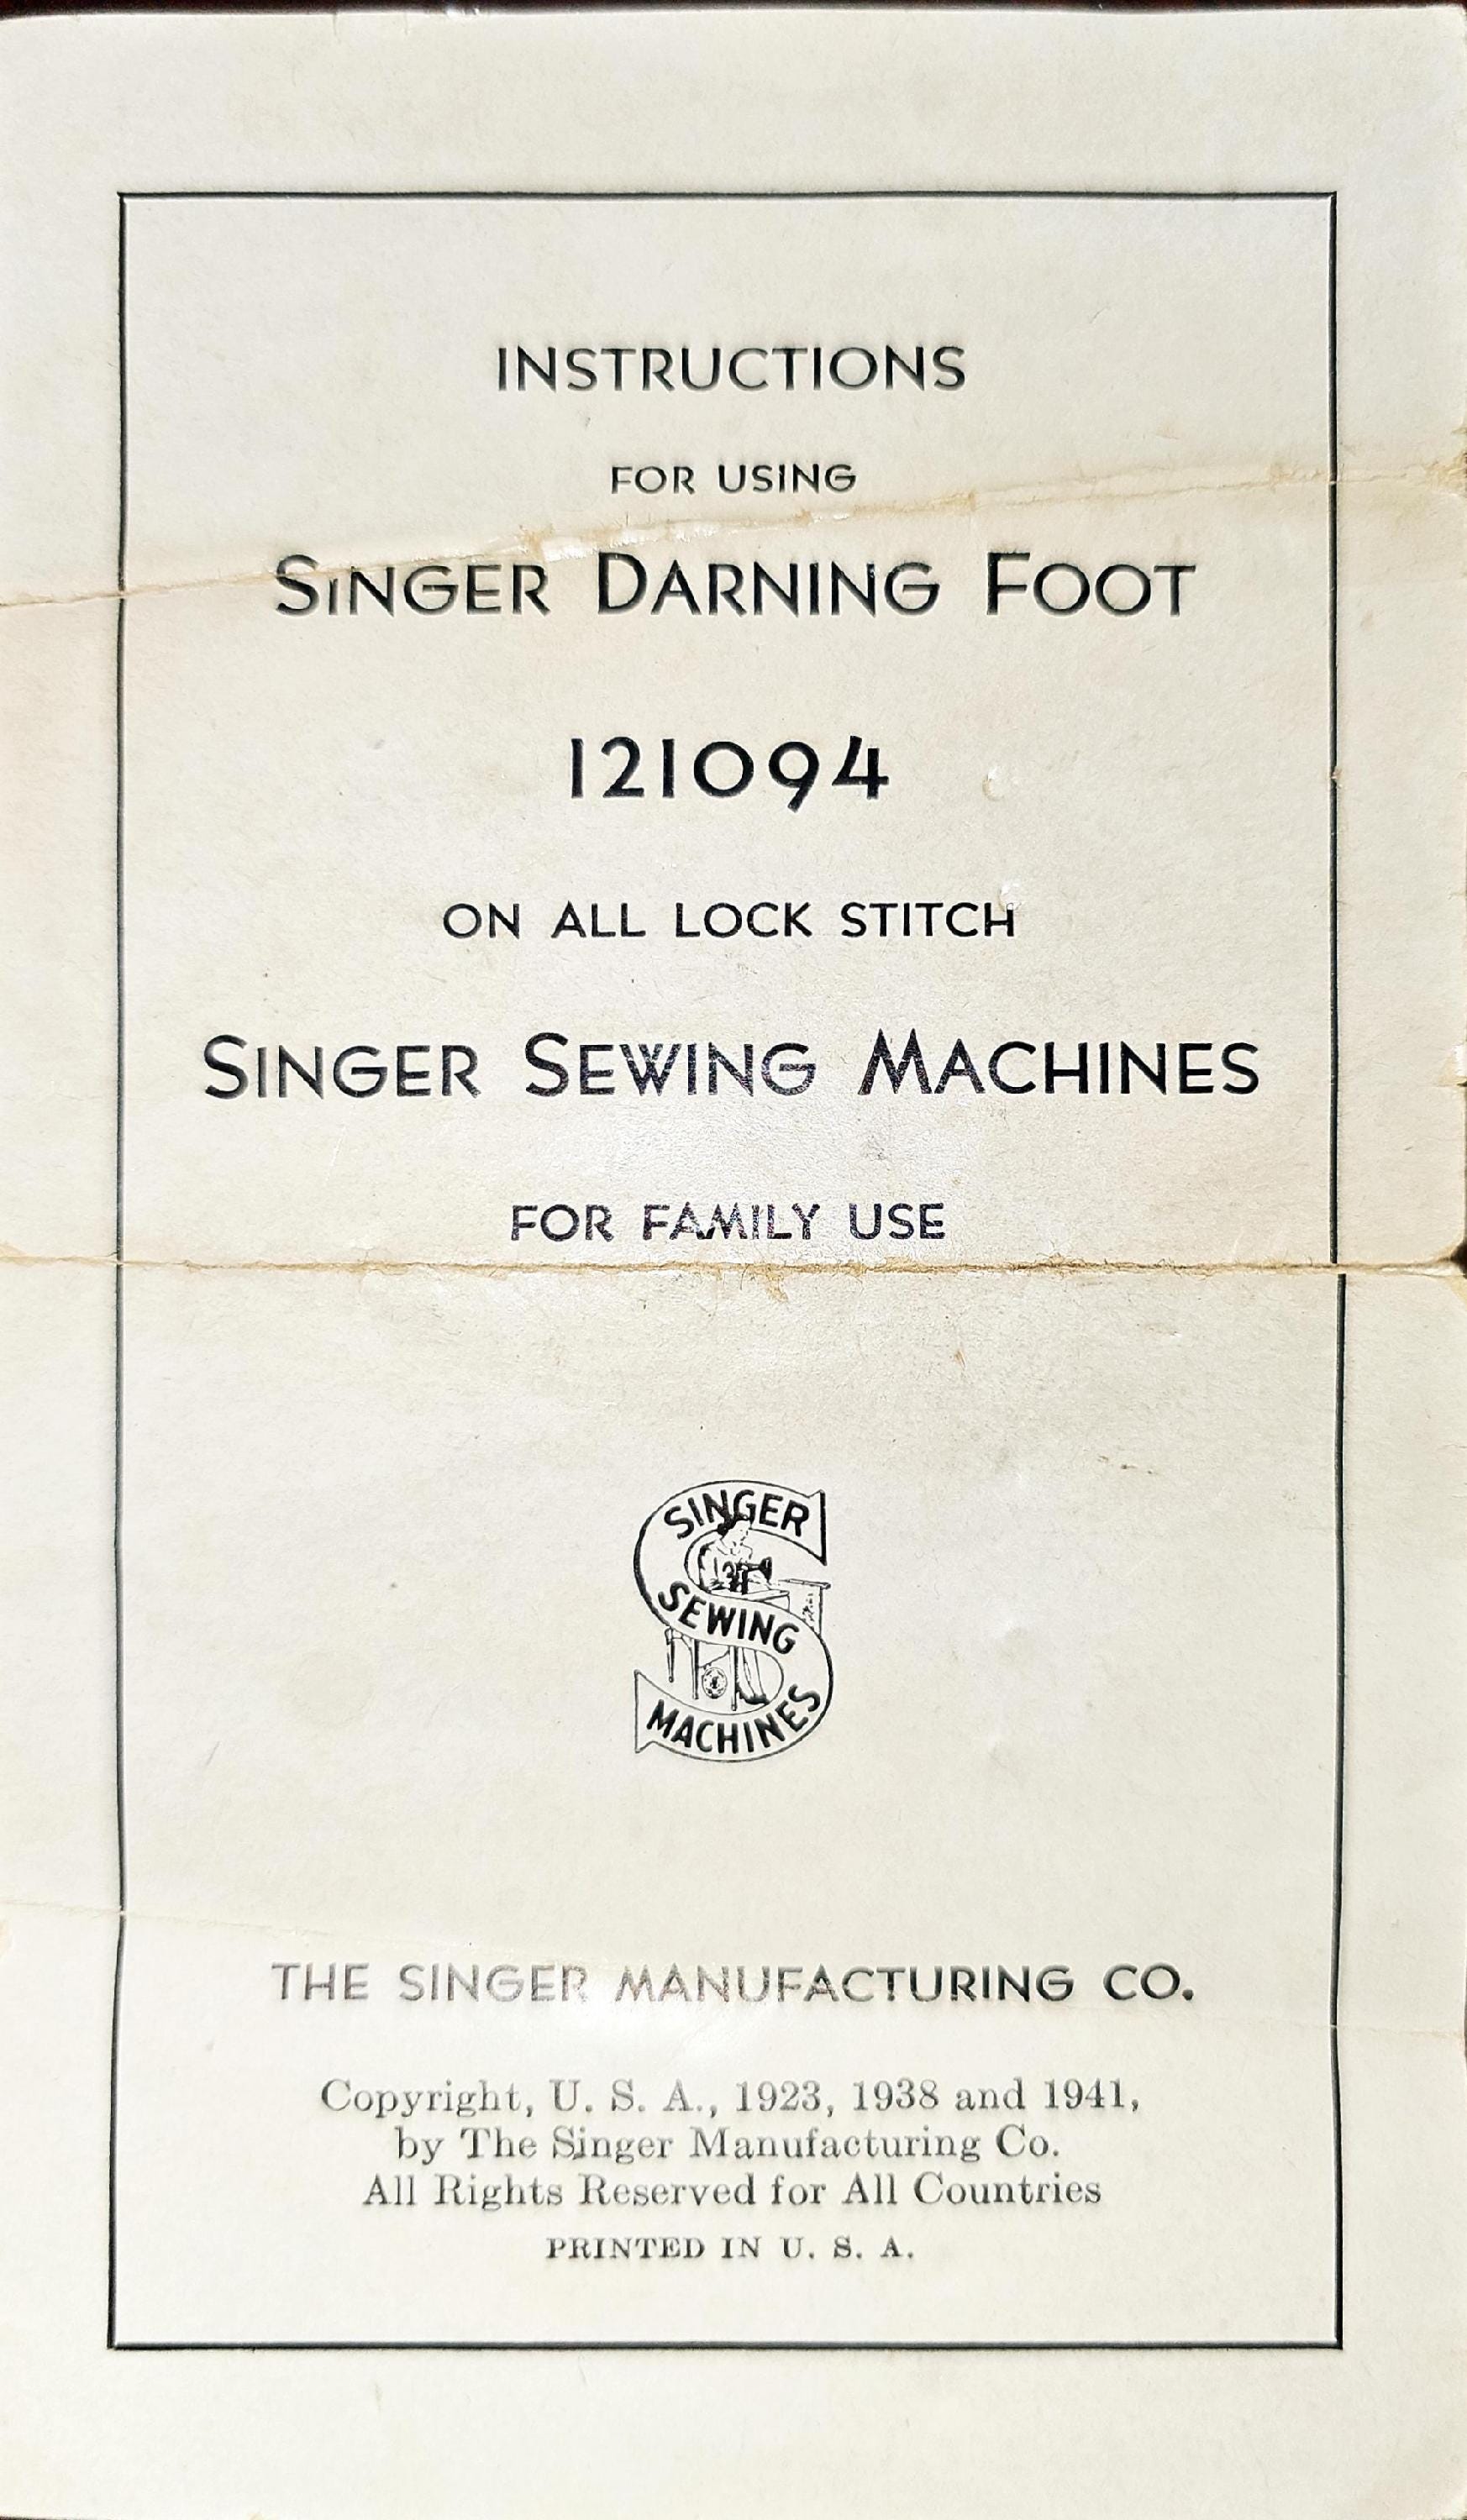 INSTRUCTIONS
FOR USING
SINGER DARNING FOOT
121094
ON ALL LOCK STITCH
SINGER SEWING MACHINES
FOR FAMILY USE
SINGER
SEWING
MACHINES
THE SINGER MANUFACTURING CO.
Copyright, U. S. A., 1923, 1938 and 1941,
by The Singer Manufacturing Co.
All Rights Reserved for All Countries
PRINTED IN U. S. A.